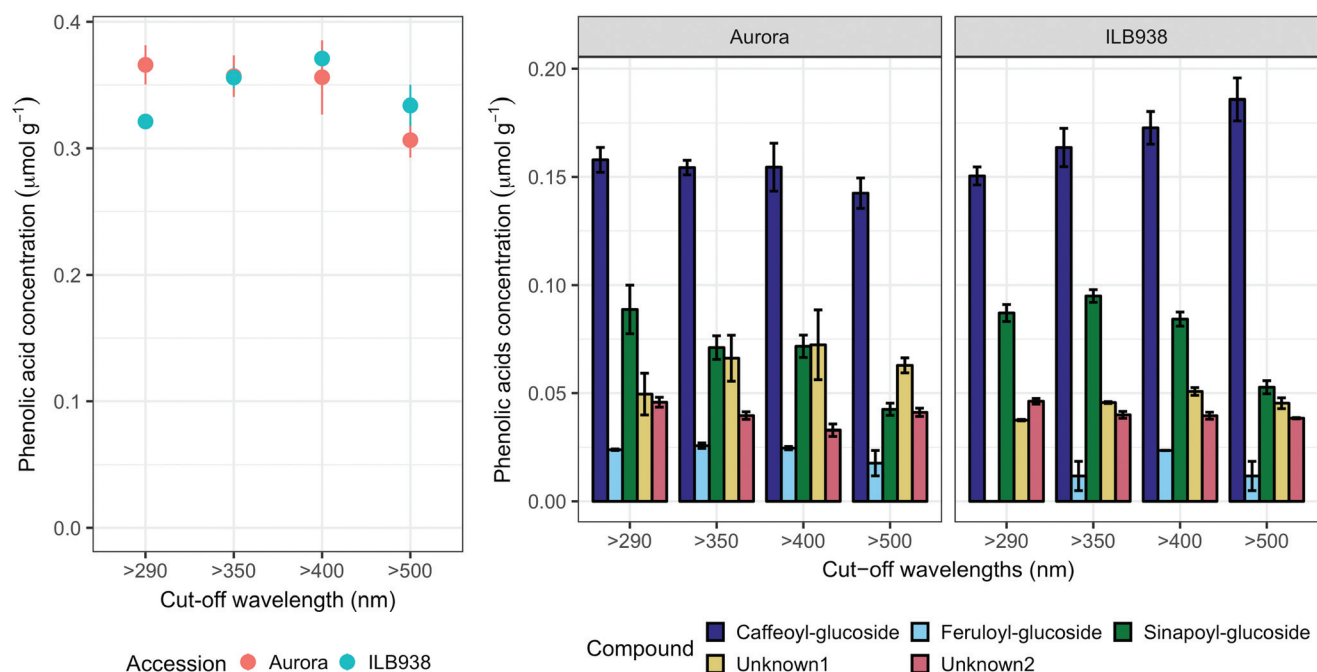 Phenolic acid concentration (μmol g⁻¹)
0.4
0.3
0.2
0.1
0.0
>290
>350
>400
>500
Cut-off wavelength (nm)
Accession
Aurora
ILB938
Aurora
ILB938
Phenolic acids concentration (μmol g⁻¹)
0.20
0.15
0.10
0.05
0.00
>290
>350
>400
>500
>290
>350
>400
>500
Cut−off wavelengths (nm)
Compound
Caffeoyl-glucoside
Feruloyl-glucoside
Sinapoyl-glucoside
Unknown1
Unknown2